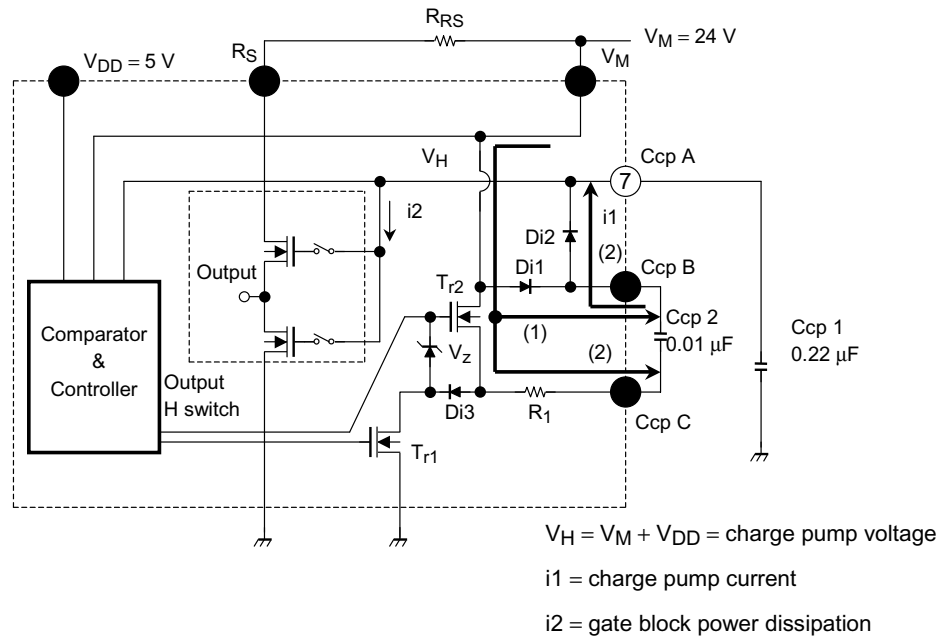 R_RS
V_M = 24 V
R_S
V_DD = 5 V
V_M
V_H
Ccp A
7
i2
i1
Di2
(2)
Output
Di1
Ccp B
T_r2
Ccp 2
0.01 μF
(1)
Comparator
&
Controller
V_Z
(2)
Ccp 1
0.22 μF
Output
H switch
Di3
R_1
Ccp C
T_r1
V_H = V_M + V_DD = charge pump voltage
i1 = charge pump current
i2 = gate block power dissipation